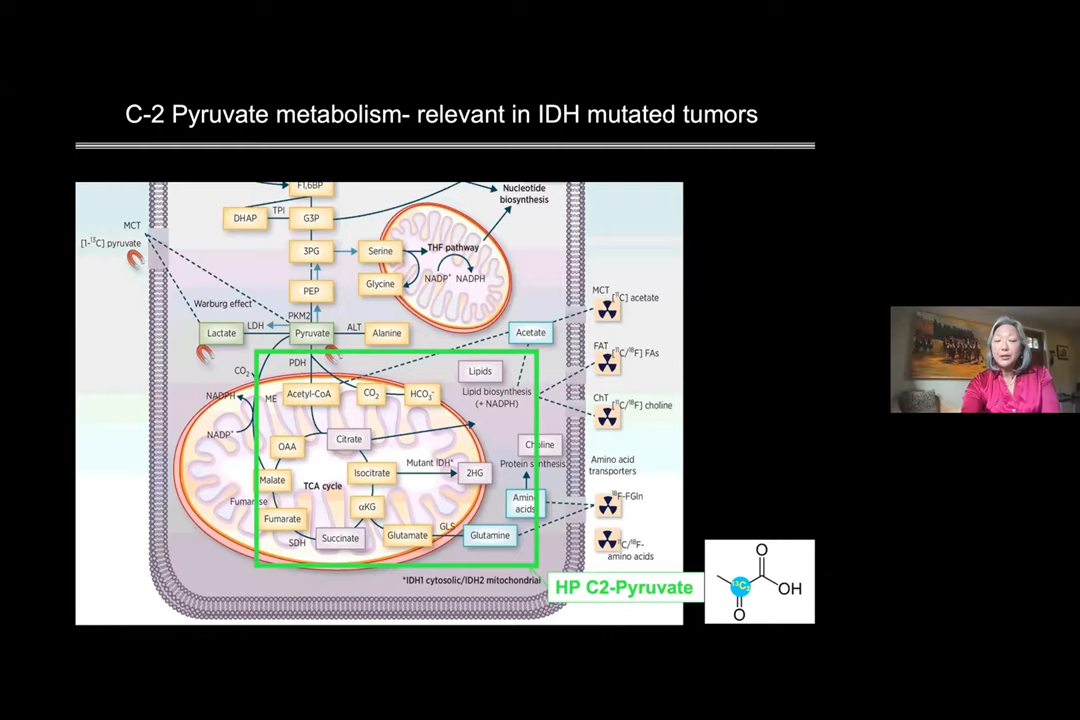 C-2 Pyruvate metabolism- relevant in IDH mutated tumors
F1,6BP
Nucleotide
biosynthesis
DHAP
TPI
G3P
MCT
[1-¹³C] pyruvate
3PG
Serine
THF pathway
Glycine
NADP⁺ NADPH
PEP
MCT
[¹¹C] acetate
Warburg effect
PKM2
Lactate
LDH
Pyruvate
ALT
Alanine
Acetate
FAT
[¹¹C/¹⁸F] FAs
PDH
CO₂
Lipids
NADPH
ME
Acetyl-CoA
CO₂
HCO₃⁻
Lipid biosynthesis
(+ NADPH)
ChT
[¹¹C/¹⁸F] choline
NADP⁺
OAA
Citrate
Choline
Mutant IDH*
Protein synthesis
Amino acid
transporters
Malate
TCA cycle
Isocitrate
2HG
Fumarase
αKG
Amino
acids
¹⁸F-FGln
Fumarate
SDH
Succinate
Glutamate
GLS
Glutamine
¹¹C/¹⁸F-
amino acids
*IDH1 cytosolic/IDH2 mitochondrial
HP C2-Pyruvate
O
¹³C₂
OH
O